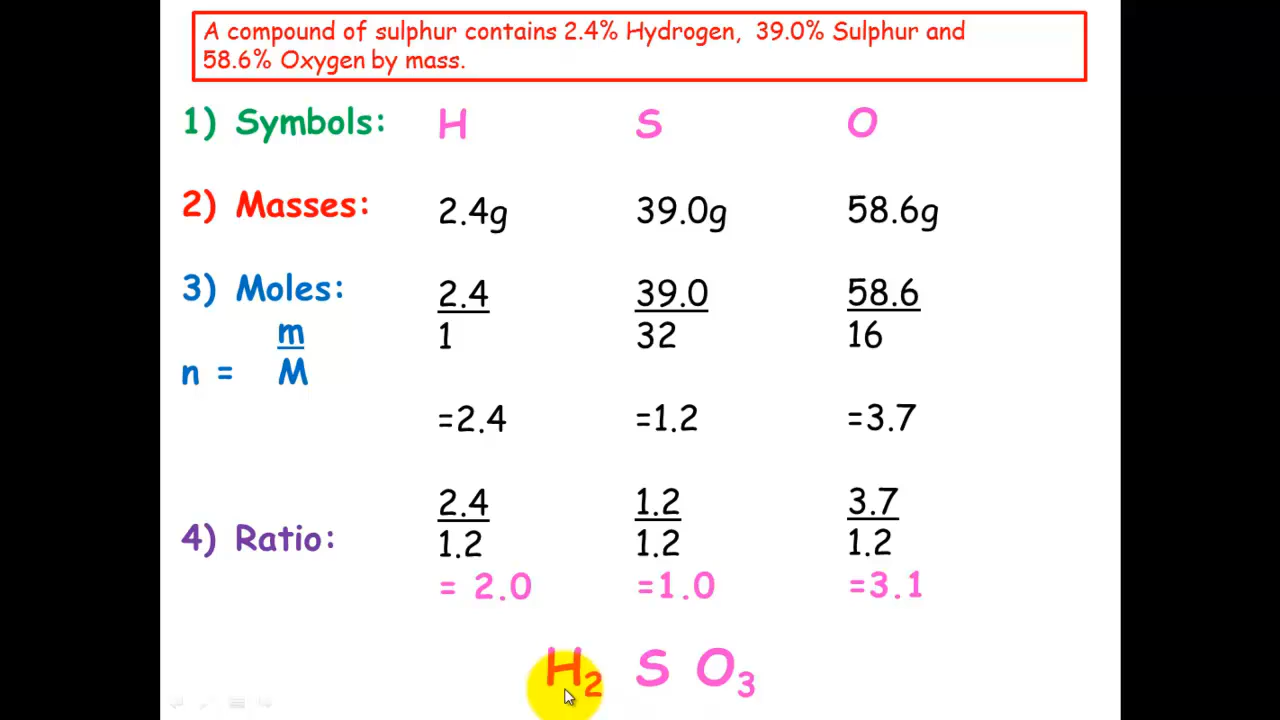 A compound of sulphur contains 2.4% Hydrogen, 39.0% Sulphur and
58.6% Oxygen by mass.
1) Symbols: H S O
2) Masses: 2.4g 39.0g 58.6g
3) Moles: 2.4 39.0 58.6
m 1 32 16
n = M
=2.4 =1.2 =3.7
2.4 1.2 3.7
4) Ratio: 1.2 1.2 1.2
= 2.0 =1.0 =3.1
H₂ S O₃